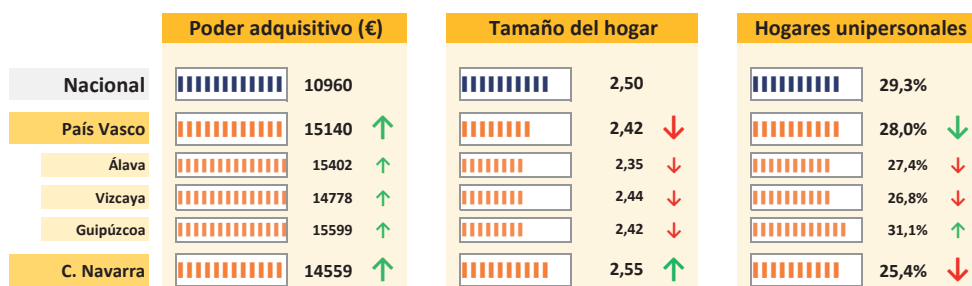 Poder adquisitivo (€) Tamaño del hogar Hogares unipersonales
Nacional 10960 2,50 29,3%
País Vasco 15140 2,42 28,0%
Álava 15402 2,35 27,4%
Vizcaya 14778 2,44 26,8%
Guipúzcoa 15599 2,42 31,1%
C. Navarra 14559 2,55 25,4%